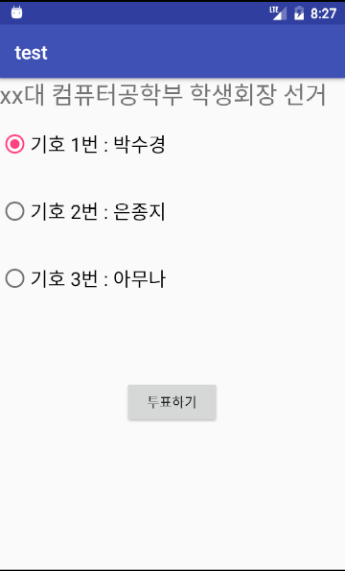 LTE 8:27
test
xx대 컴퓨터공학부 학생회장 선거
기호 1번 : 박수경
기호 2번 : 은종지
기호 3번 : 아무나
투표하기